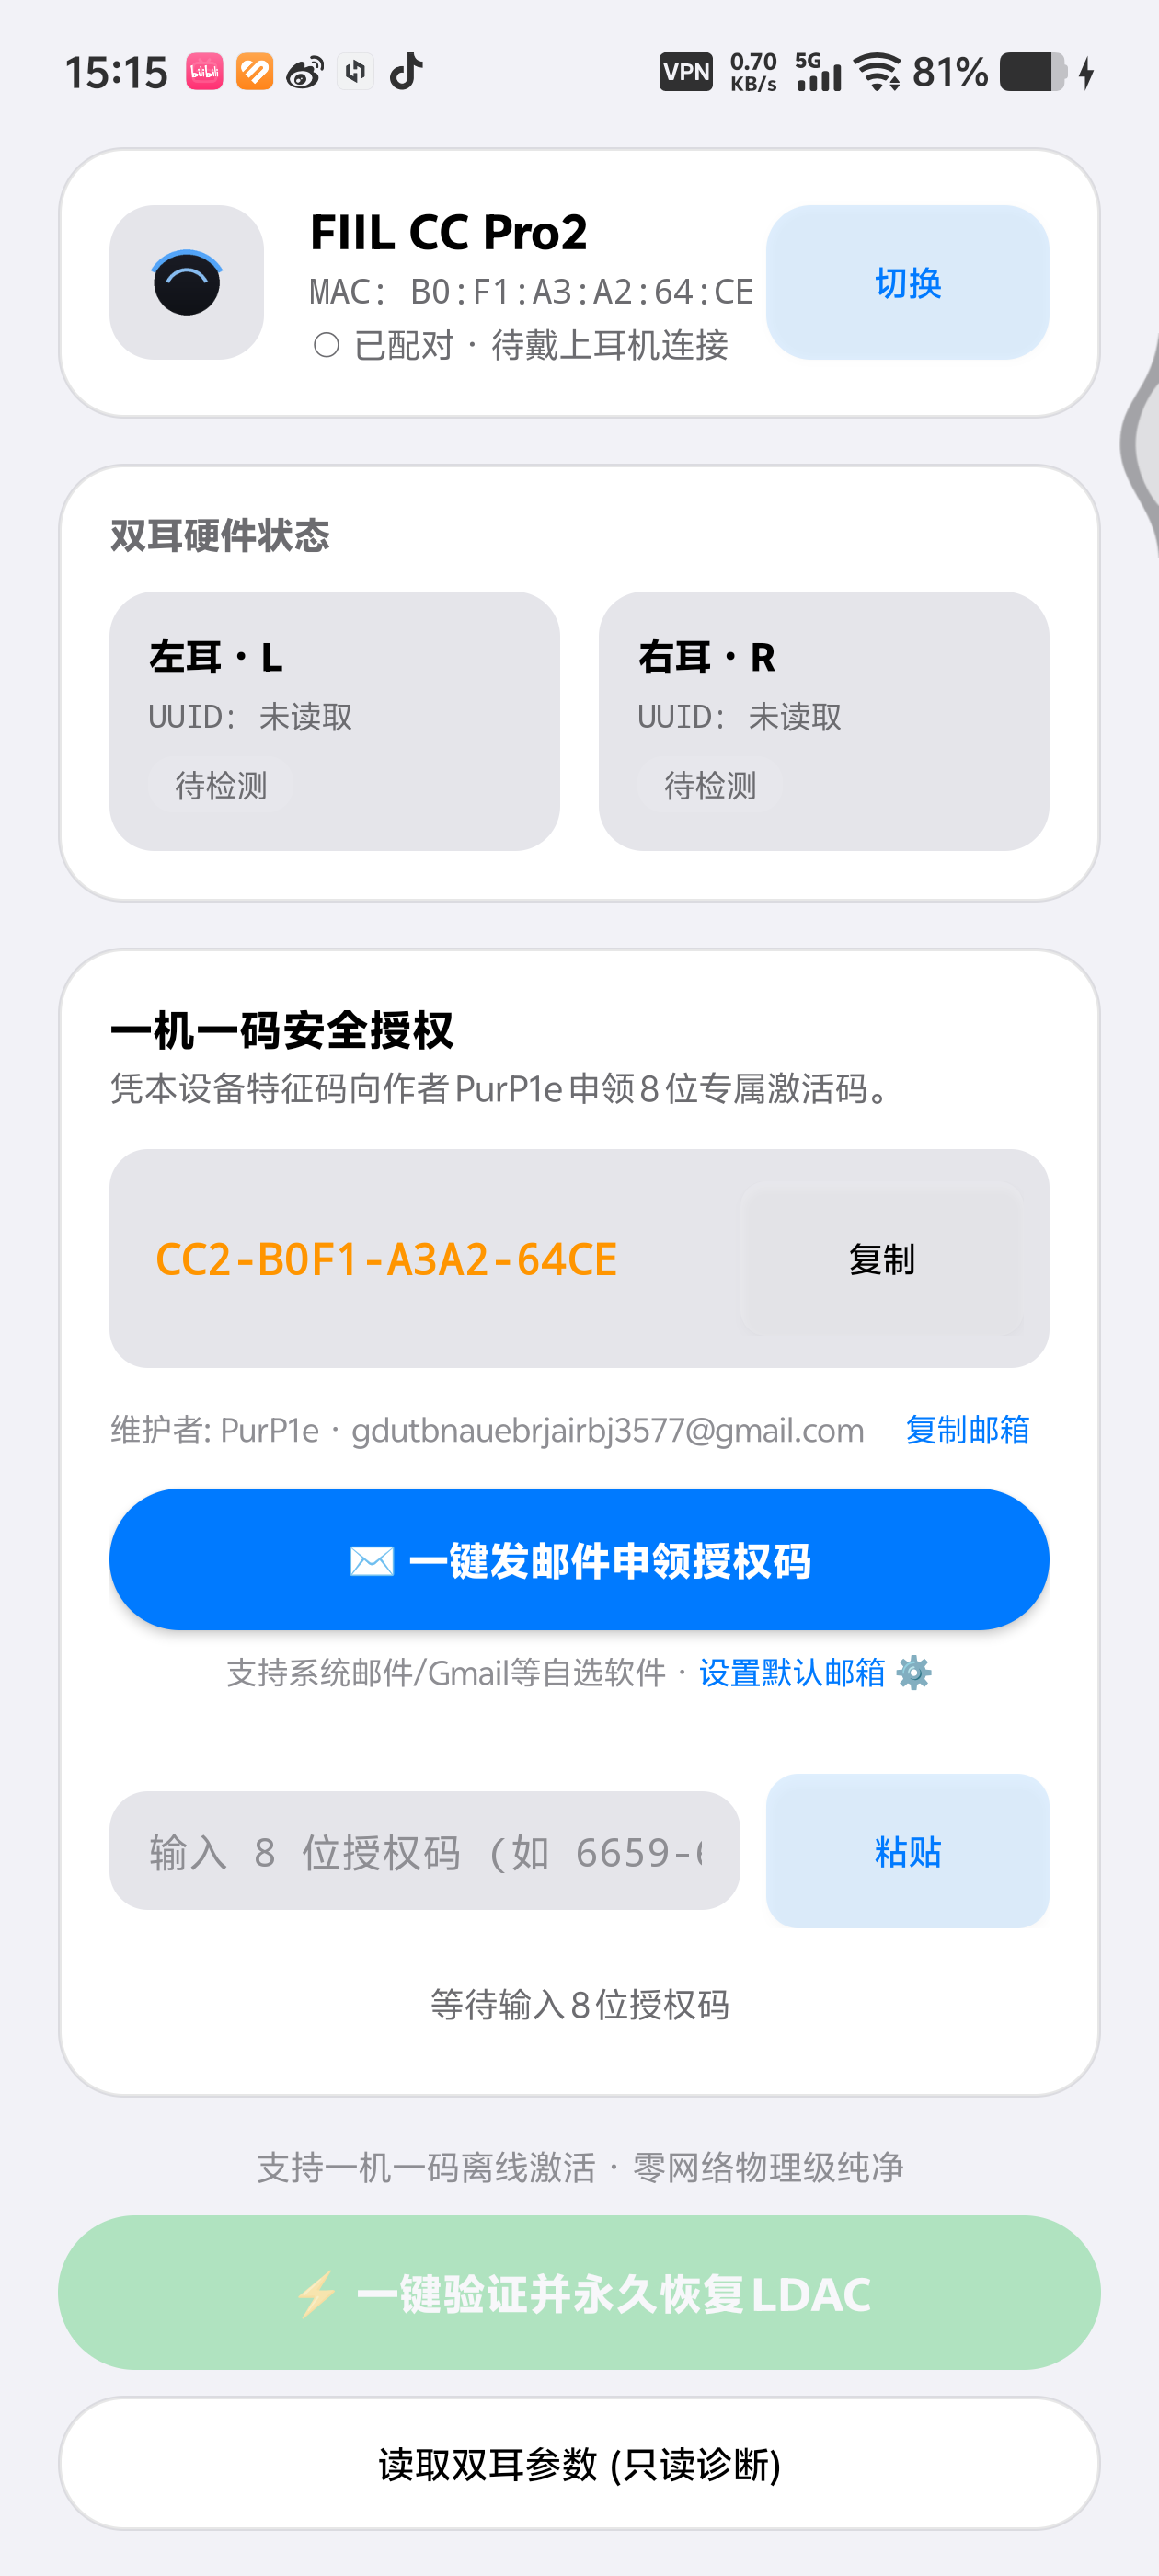 15:15 bilibili VPN 0.70 KB/s 5G 81%
FIIL CC Pro2
MAC: B0:F1:A3:A2:64:CE
○ 已配对 · 待戴上耳机连接
切换
双耳硬件状态
左耳 · L
UUID: 未读取
待检测
右耳 · R
UUID: 未读取
待检测
一机一码安全授权
凭本设备特征码向作者 PurP1e 申领 8 位专属激活码。
CC2-B0F1-A3A2-64CE
复制
维护者: PurP1e · gdutbnauebrjairbj3577@gmail.com 复制邮箱
✉️ 一键发邮件申领授权码
支持系统邮件/Gmail等自选软件 · 设置默认邮箱 ⚙️
输入 8 位授权码 (如 6659-
粘贴
等待输入 8 位授权码
支持一机一码离线激活 · 零网络物理级纯净
⚡ 一键验证并永久恢复 LDAC
读取双耳参数 (只读诊断)